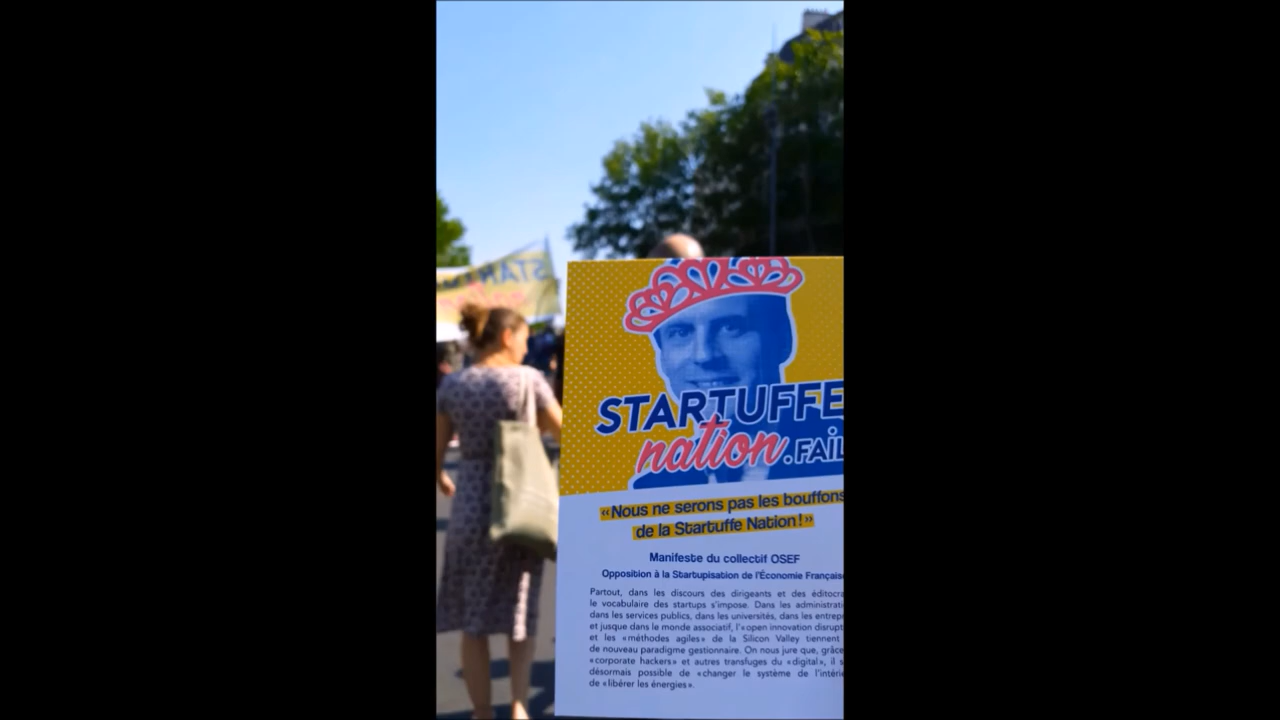 START
STARTUFFE
nation.FAIL
«Nous ne serons pas les bouffons
de la Startuffe Nation!»
Manifeste du collectif OSEF
Opposition à la Startupisation de l'Économie Française
Partout, dans les discours des dirigeants et des éditocra
le vocabulaire des startups s'impose. Dans les administrati
dans les services publics, dans les universités, dans les entrep
et jusque dans le monde associatif, l'«open innovation disrupt
et les «méthodes agiles» de la Silicon Valley tiennent
de nouveau paradigme gestionnaire. On nous jure que, grâce
«corporate hackers» et autres transfuges du «digital», il s
désormais possible de «changer le système de l'intérie
de «libérer les énergies».